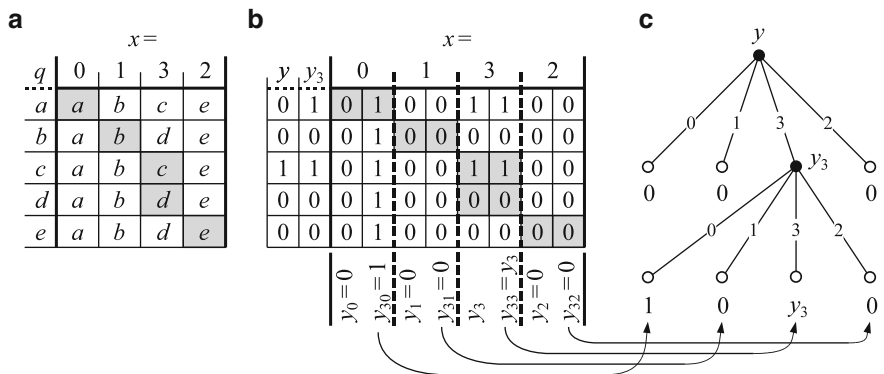 a
x =
q 0 1 3 2
a a b c e
b a b d e
c a b c e
d a b d e
e a b d e
b
x =
y y3 0 1 3 2
0 1 0 1 0 0 1 1 0 0
0 0 0 1 0 0 0 0 0 0
1 1 0 1 0 0 1 1 0 0
0 0 0 1 0 0 0 0 0 0
0 0 0 1 0 0 0 0 0 0
y0 = 0
y30 = 1
y1 = 0
y31 = 0
y3
y33 = y3
y2 = 0
y32 = 0
c
y
0 1 3 2
y3
0 0 0
0 1 3 2
1 0 y3 0